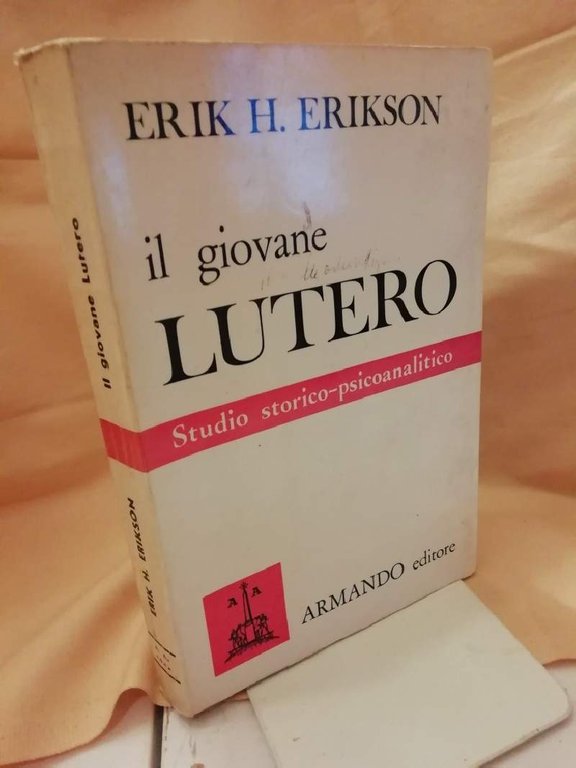 ERIK H. ERIKSON
il giovane
LUTERO
Studio storico-psicoanalitico
A A
ARMANDO editore
Il giovane Lutero
ERIK H. ERIKSON